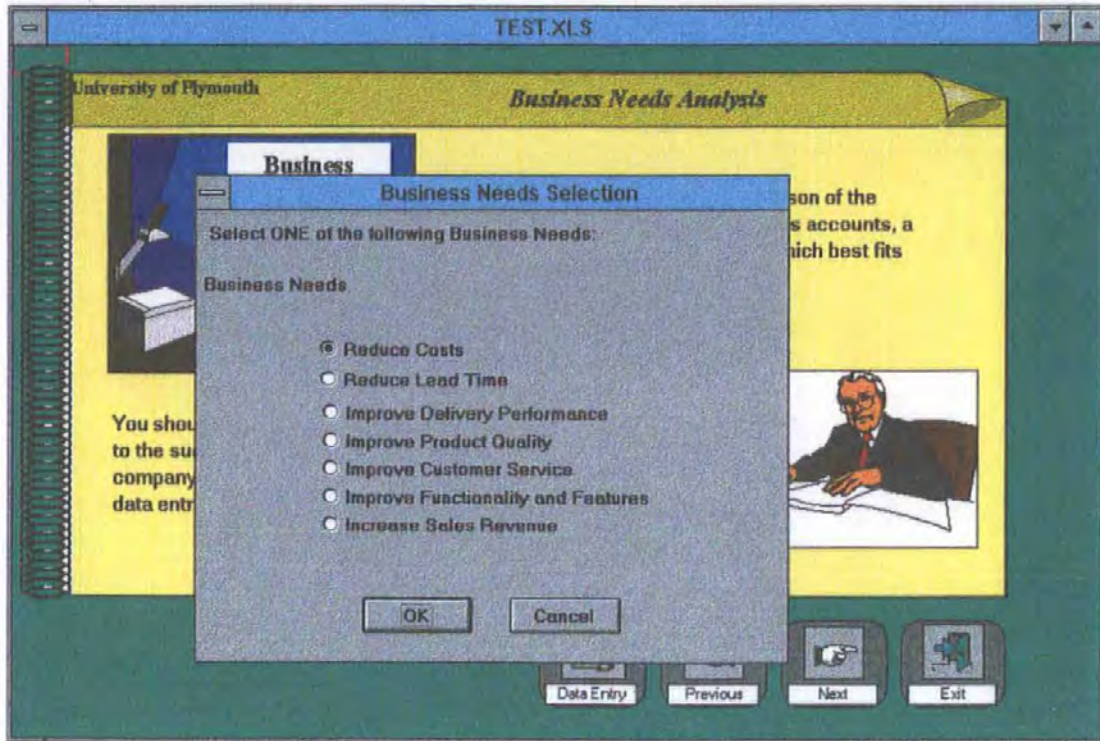 TEST.XLS
University of Plymouth
Business Needs Analysis
Business
son of the
s accounts, a
hich best fits
Business Needs Selection
Select ONE of the following Business Needs:
Business Needs
Reduce Costs
Reduce Lead Time
Improve Delivery Performance
Improve Product Quality
Improve Customer Service
Improve Functionality and Features
Increase Sales Revenue
OK
Cancel
You shou
to the su
company
data entr
Data Entry
Previous
Next
Exit